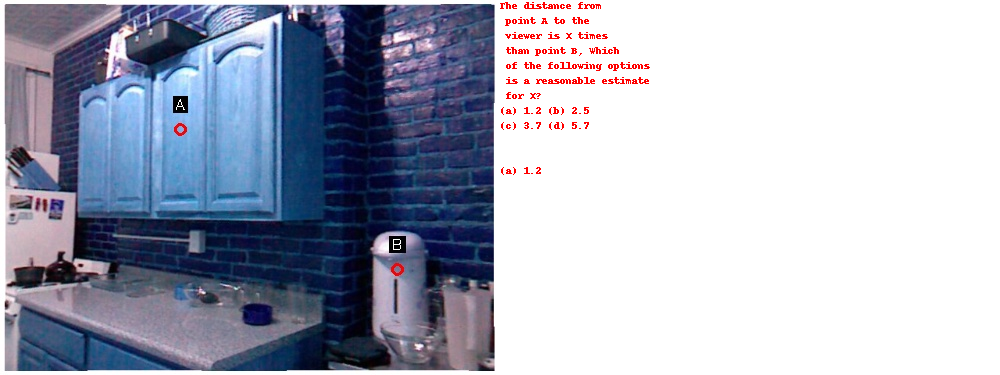 A
B
The distance from
point A to the
viewer is X times
than point B, Which
of the following options
is a reasonable estimate
for X?
(a) 1.2 (b) 2.5
(c) 3.7 (d) 5.7
(a) 1.2